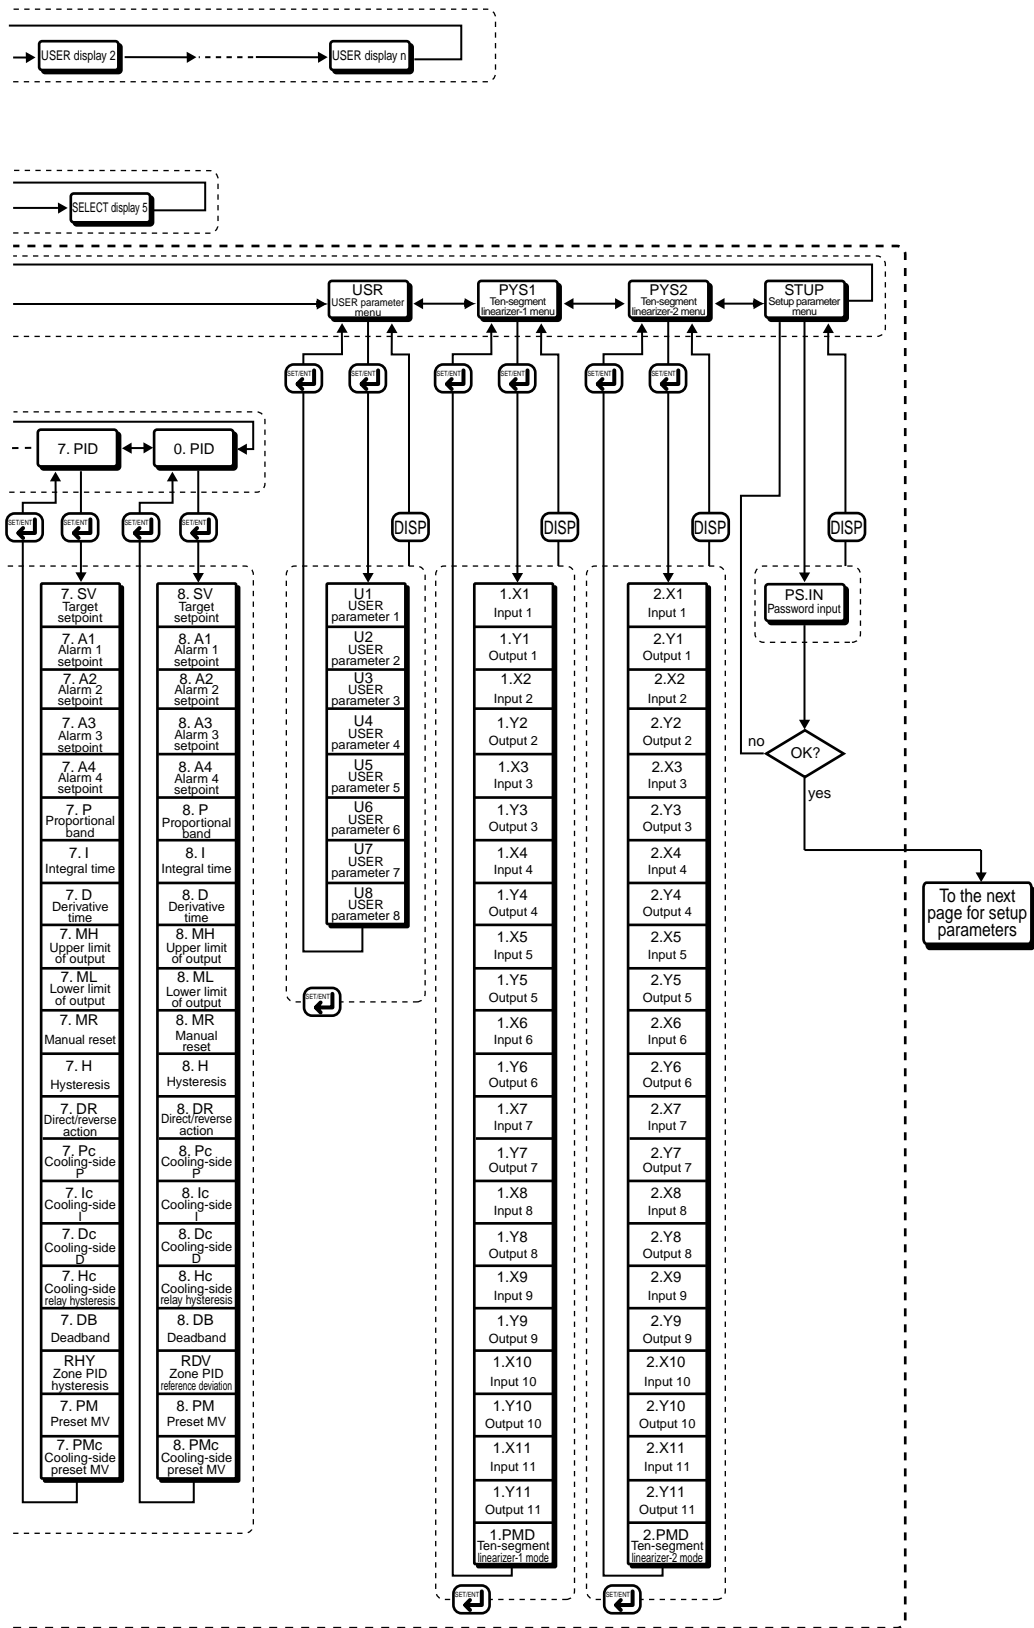 USER display 2
USER display n
SELECT display 5
USR
USER parameter
menu
PYS1
Ten-segment
linearizer-1 menu
PYS2
Ten-segment
linearizer-2 menu
STUP
Setup parameter
menu
SET/ENT
SET/ENT
SET/ENT
SET/ENT
SET/ENT
SET/ENT
7. PID
0. PID
SET/ENT
SET/ENT
SET/ENT
SET/ENT
DISP
DISP
DISP
DISP
7. SV
Target
setpoint
7. A1
Alarm 1
setpoint
7. A2
Alarm 2
setpoint
7. A3
Alarm 3
setpoint
7. A4
Alarm 4
setpoint
7. P
Proportional
band
7. I
Integral time
7. D
Derivative
time
7. MH
Upper limit
of output
7. ML
Lower limit
of output
7. MR
Manual reset
7. H
Hysteresis
7. DR
Direct/reverse
action
7. Pc
Cooling-side
P
7. Ic
Cooling-side
I
7. Dc
Cooling-side
D
7. Hc
Cooling-side
relay hysteresis
7. DB
Deadband
RHY
Zone PID
hysteresis
7. PM
Preset MV
7. PMc
Cooling-side
preset MV
8. SV
Target
setpoint
8. A1
Alarm 1
setpoint
8. A2
Alarm 2
setpoint
8. A3
Alarm 3
setpoint
8. A4
Alarm 4
setpoint
8. P
Proportional
band
8. I
Integral time
8. D
Derivative
time
8. MH
Upper limit
of output
8. ML
Lower limit
of output
8. MR
Manual
reset
8. H
Hysteresis
8. DR
Direct/reverse
action
8. Pc
Cooling-side
P
8. Ic
Cooling-side
I
8. Dc
Cooling-side
D
8. Hc
Cooling-side
relay hysteresis
8. DB
Deadband
RDV
Zone PID
reference deviation
8. PM
Preset MV
8. PMc
Cooling-side
preset MV
U1
USER
parameter 1
U2
USER
parameter 2
U3
USER
parameter 3
U4
USER
parameter 4
U5
USER
parameter 5
U6
USER
parameter 6
U7
USER
parameter 7
U8
USER
parameter 8
SET/ENT
1.X1
Input 1
1.Y1
Output 1
1.X2
Input 2
1.Y2
Output 2
1.X3
Input 3
1.Y3
Output 3
1.X4
Input 4
1.Y4
Output 4
1.X5
Input 5
1.Y5
Output 5
1.X6
Input 6
1.Y6
Output 6
1.X7
Input 7
1.Y7
Output 7
1.X8
Input 8
1.Y8
Output 8
1.X9
Input 9
1.Y9
Output 9
1.X10
Input 10
1.Y10
Output 10
1.X11
Input 11
1.Y11
Output 11
1.PMD
Ten-segment
linearizer-1 mode
SET/ENT
2.X1
Input 1
2.Y1
Output 1
2.X2
Input 2
2.Y2
Output 2
2.X3
Input 3
2.Y3
Output 3
2.X4
Input 4
2.Y4
Output 4
2.X5
Input 5
2.Y5
Output 5
2.X6
Input 6
2.Y6
Output 6
2.X7
Input 7
2.Y7
Output 7
2.X8
Input 8
2.Y8
Output 8
2.X9
Input 9
2.Y9
Output 9
2.X10
Input 10
2.Y10
Output 10
2.X11
Input 11
2.Y11
Output 11
2.PMD
Ten-segment
linearizer-2 mode
SET/ENT
PS.IN
Password input
no
OK?
yes
To the next
page for setup
parameters